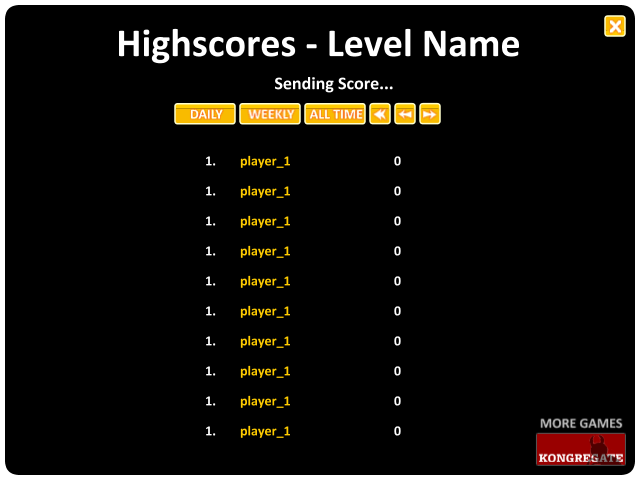 Highscores - Level Name
Sending Score...
DAILY WEEKLY ALL TIME
1. player_1 0
1. player_1 0
1. player_1 0
1. player_1 0
1. player_1 0
1. player_1 0
1. player_1 0
1. player_1 0
1. player_1 0
1. player_1 0
MORE GAMES
KONGREGATE